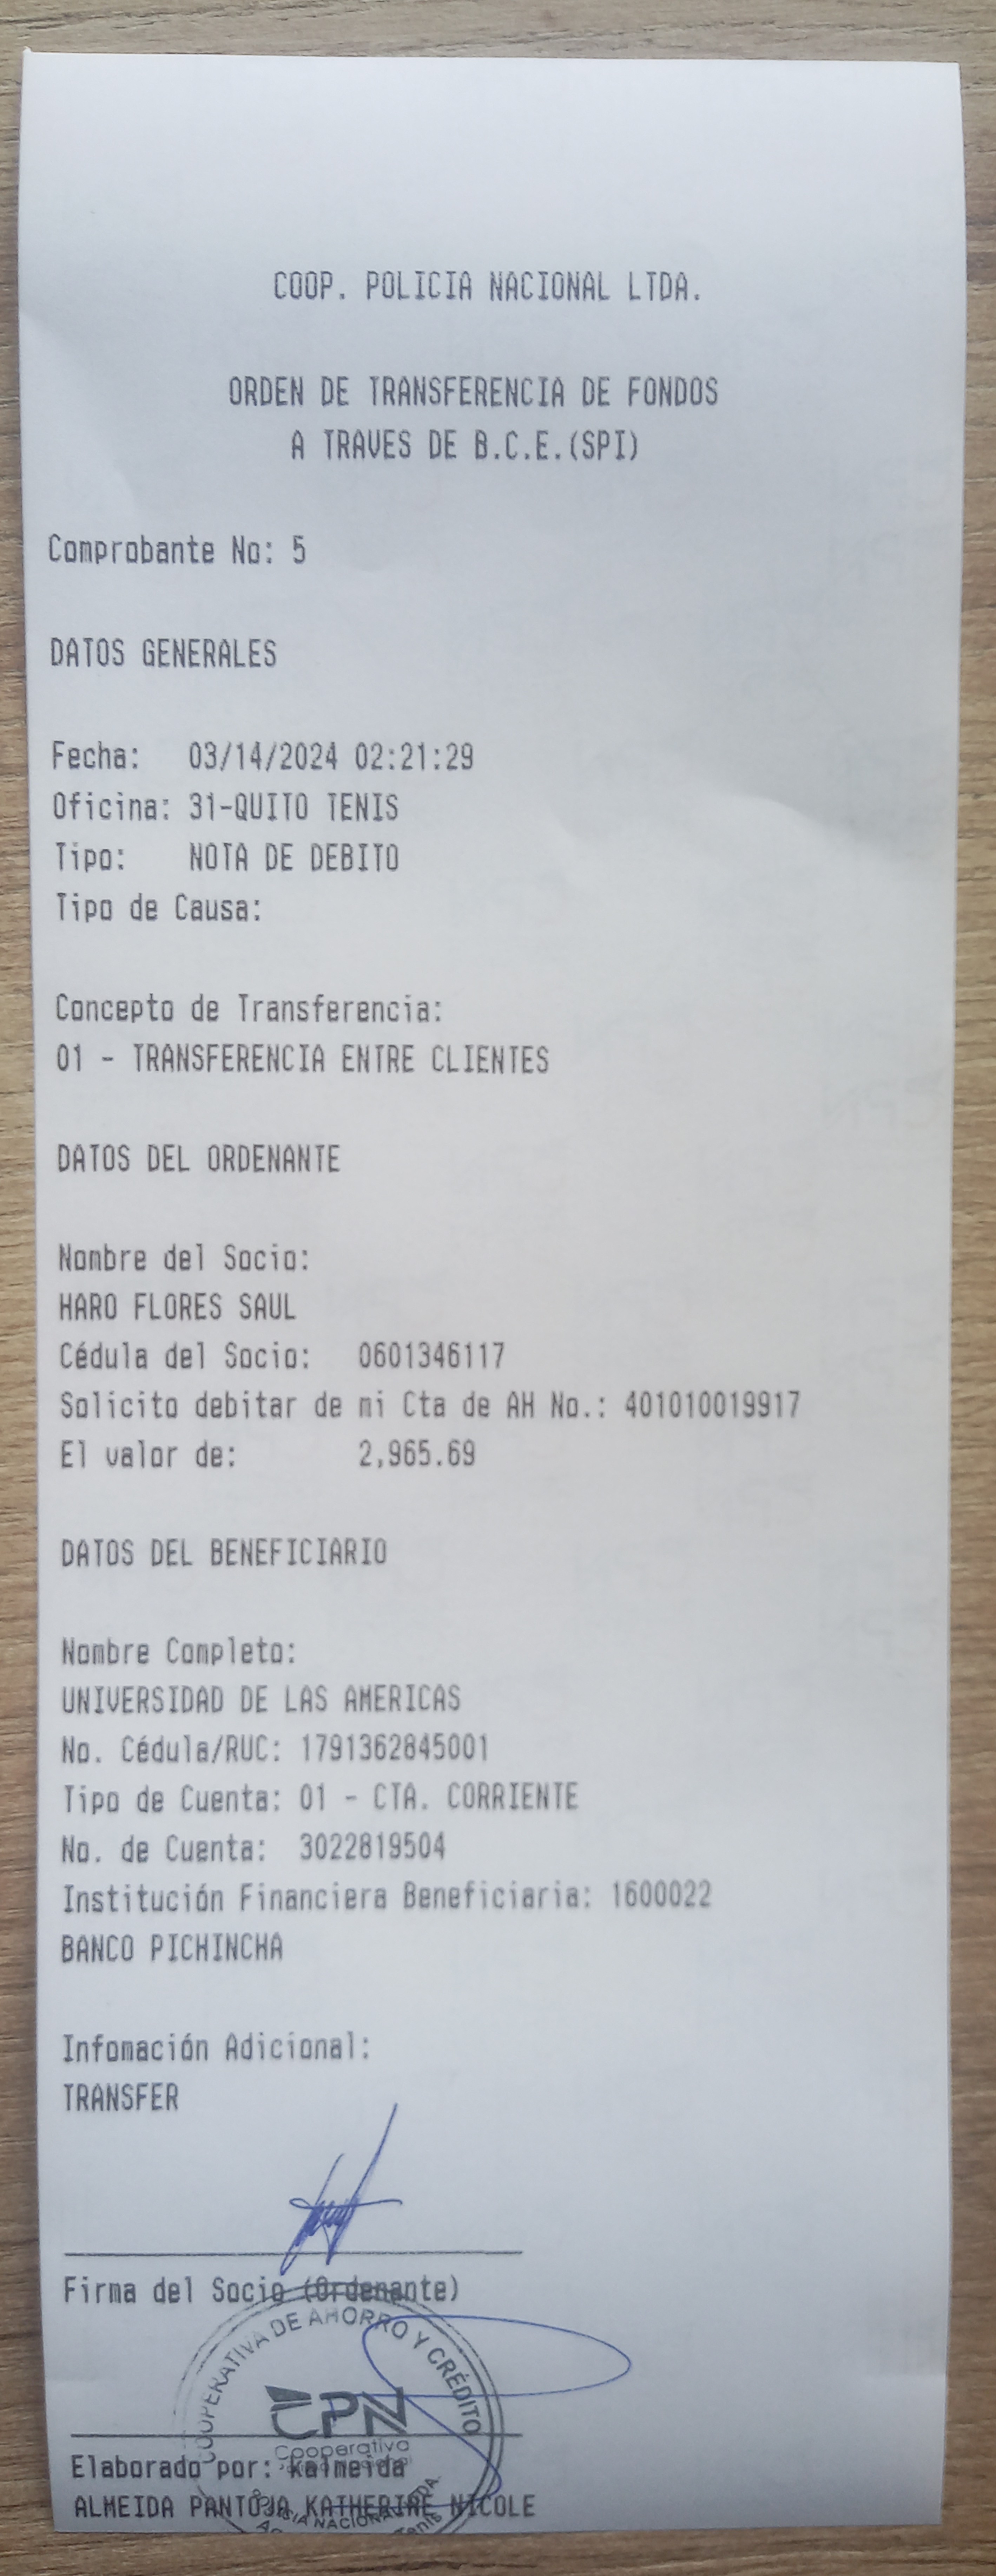 COOP. POLICIA NACIONAL LTDA.
ORDEN DE TRANSFERENCIA DE FONDOS
A TRAVES DE B.C.E.(SPI)
Comprobante No: 5
DATOS GENERALES
Fecha: 03/14/2024 02:21:29
Oficina: 31-QUITO TENIS
Tipo: NOTA DE DEBITO
Tipo de Causa:
Concepto de Transferencia:
01 - TRANSFERENCIA ENTRE CLIENTES
DATOS DEL ORDENANTE
Nombre del Socio:
HARO FLORES SAUL
Cédula del Socio: 0601346117
Solicito debitar de mi Cta de AH No.: 401010019917
El valor de: 2,965.69
DATOS DEL BENEFICIARIO
Nombre Completo:
UNIVERSIDAD DE LAS AMERICAS
No. Cédula/RUC: 1791362845001
Tipo de Cuenta: 01 - CTA. CORRIENTE
No. de Cuenta: 3022819504
Institución Financiera Beneficiaria: 1600022
BANCO PICHINCHA
Infomación Adicional:
TRANSFER
Firma del Socio (Ordenante)
COOPERATIVA DE AHORRO Y CRÉDITO
CPN
Cooperativa
Elaborado por: kalmeida
ALMEIDA PANTOJA KATHERINE NICOLE